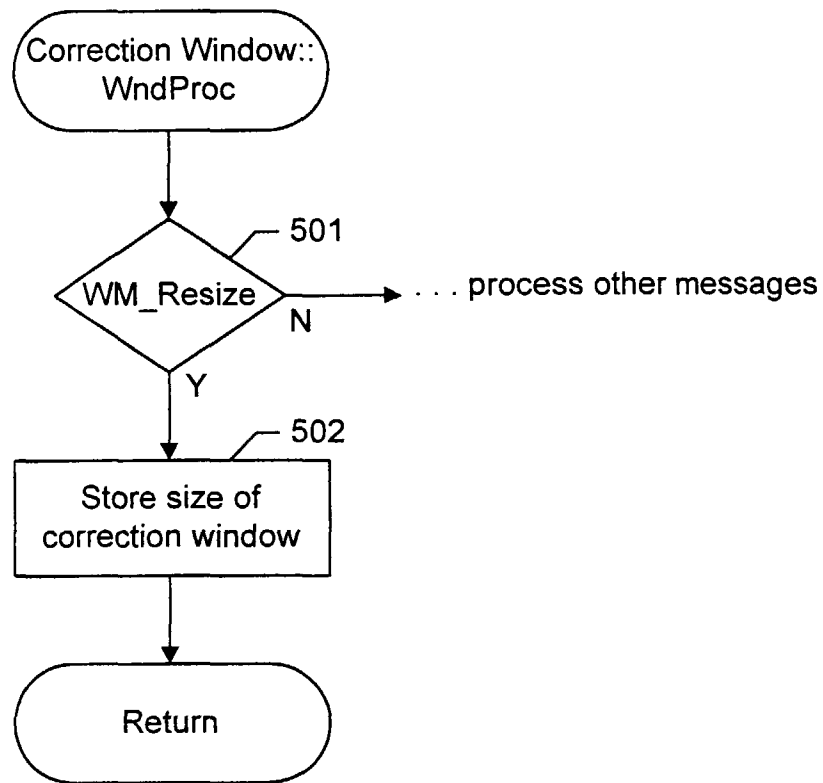 Correction Window::
WndProc
501
WM_Resize
. . . process other messages
N
Y
502
Store size of
correction window
Return